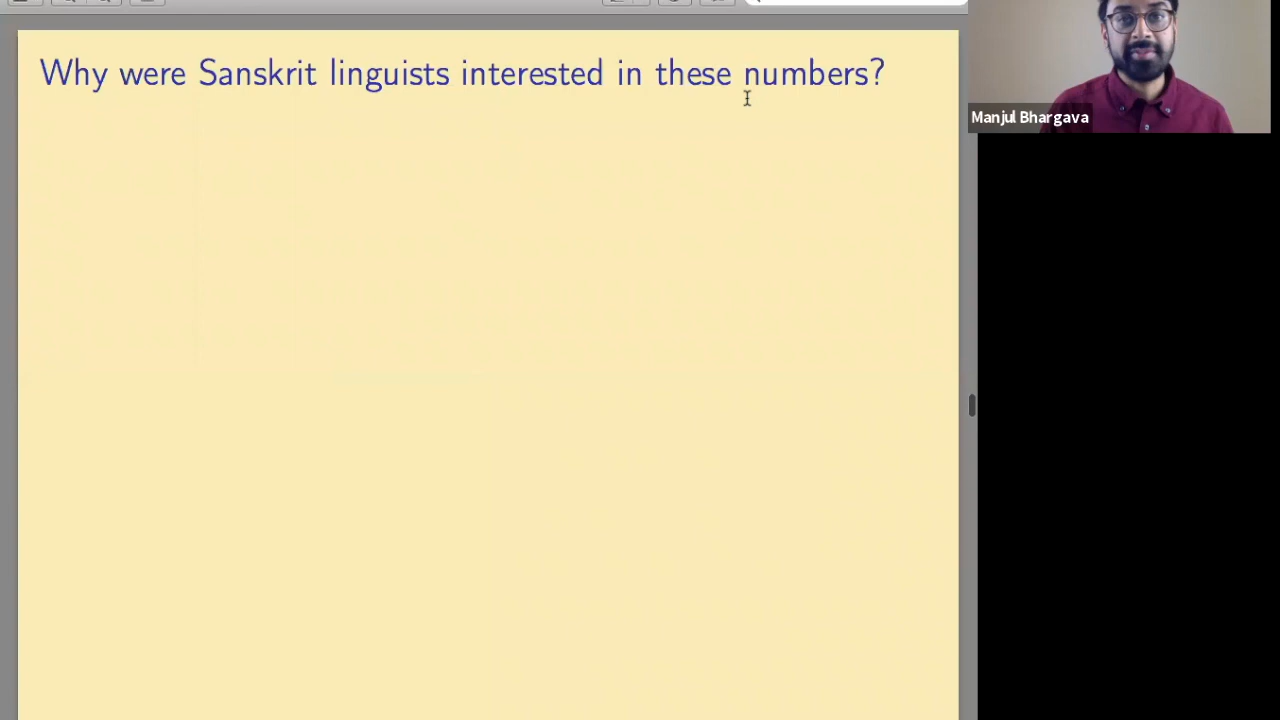 Why were Sanskrit linguists interested in these numbers?
Manjul Bhargava